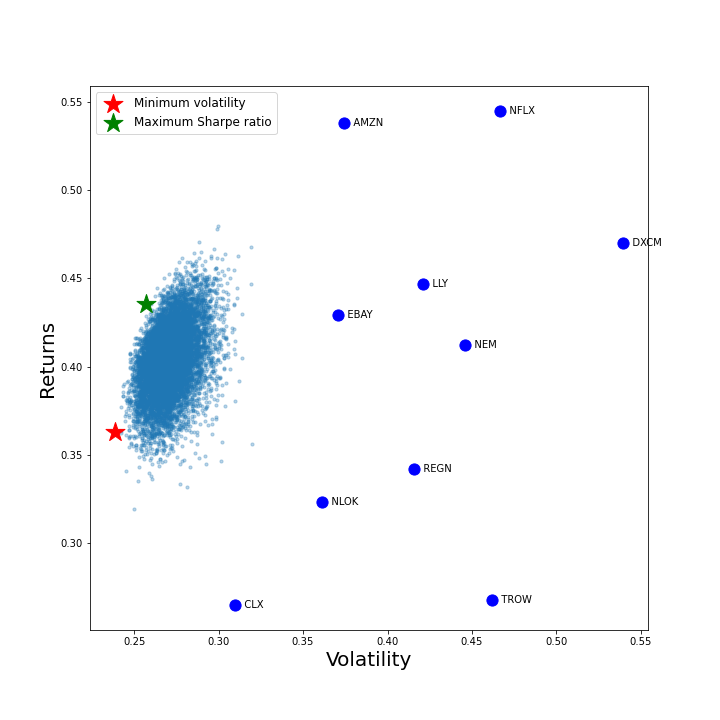 Minimum volatility
Maximum Sharpe ratio
0.55
0.50
0.45
0.40
0.35
0.30
Returns
AMZN
NFLX
DXCM
LLY
EBAY
NEM
REGN
NLOK
CLX
TROW
0.25
0.30
0.35
0.40
0.45
0.50
0.55
Volatility